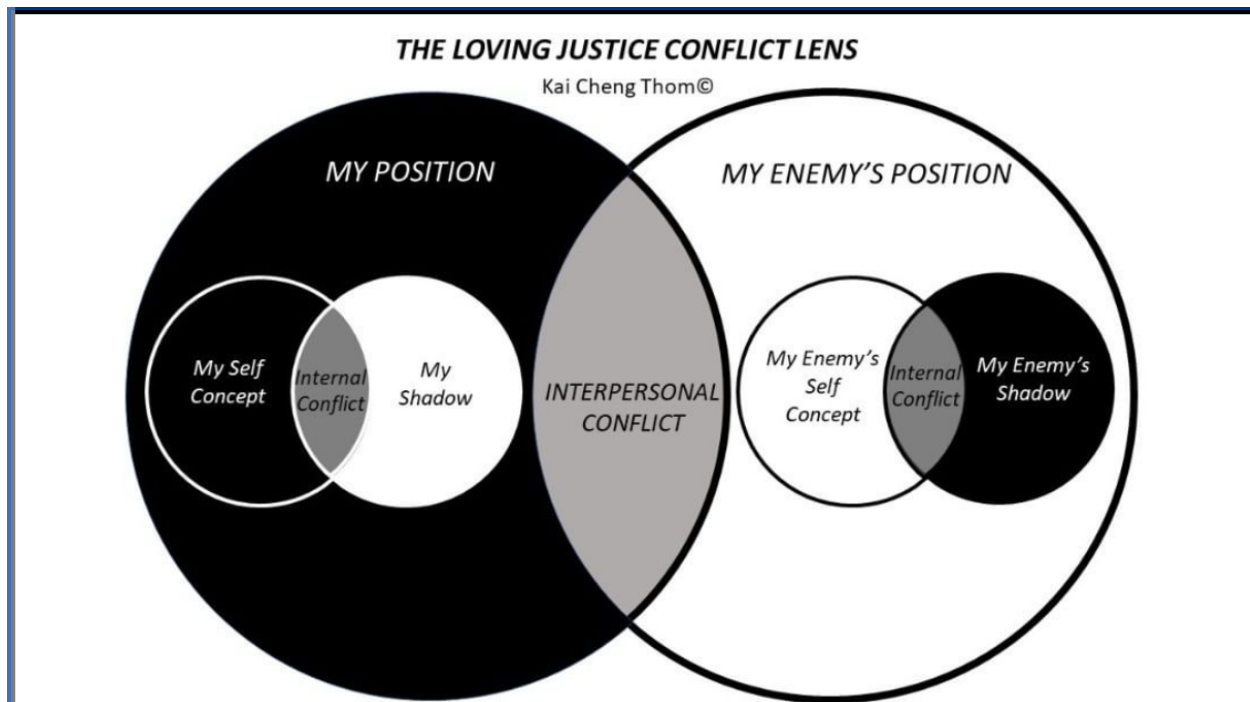 THE LOVING JUSTICE CONFLICT LENS
Kai Cheng Thom©
MY POSITION
MY ENEMY'S POSITION
My Self
Concept
Internal
Conflict
My
Shadow
INTERPERSONAL
CONFLICT
My Enemy's
Self
Concept
Internal
Conflict
My Enemy's
Shadow